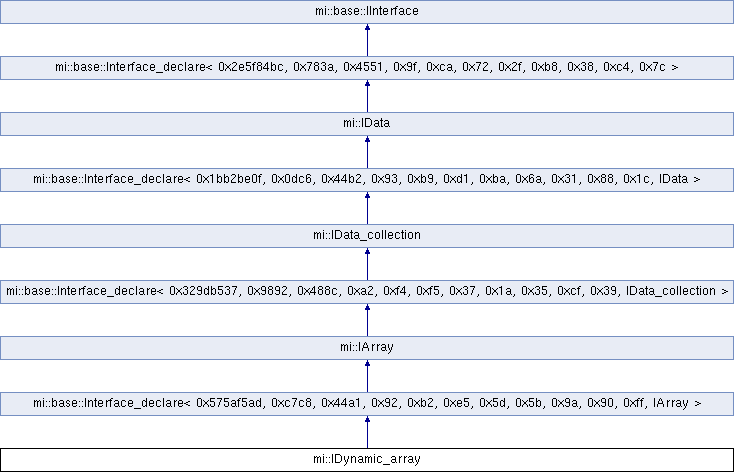 mi::base::IInterface
mi::base::Interface_declare< 0x2e5f84bc, 0x783a, 0x4551, 0x9f, 0xca, 0x72, 0x2f, 0xb8, 0x38, 0xc4, 0x7c >
mi::IData
mi::base::Interface_declare< 0x1bb2be0f, 0x0dc6, 0x44b2, 0x93, 0xb9, 0xd1, 0xba, 0x6a, 0x31, 0x88, 0x1c, IData >
mi::IData_collection
mi::base::Interface_declare< 0x329db537, 0x9892, 0x488c, 0xa2, 0xf4, 0xf5, 0x37, 0x1a, 0x35, 0xcf, 0x39, IData_collection >
mi::IArray
mi::base::Interface_declare< 0x575af5ad, 0xc7c8, 0x44a1, 0x92, 0xb2, 0xe5, 0x5d, 0x5b, 0x9a, 0x90, 0xff, IArray >
mi::IDynamic_array